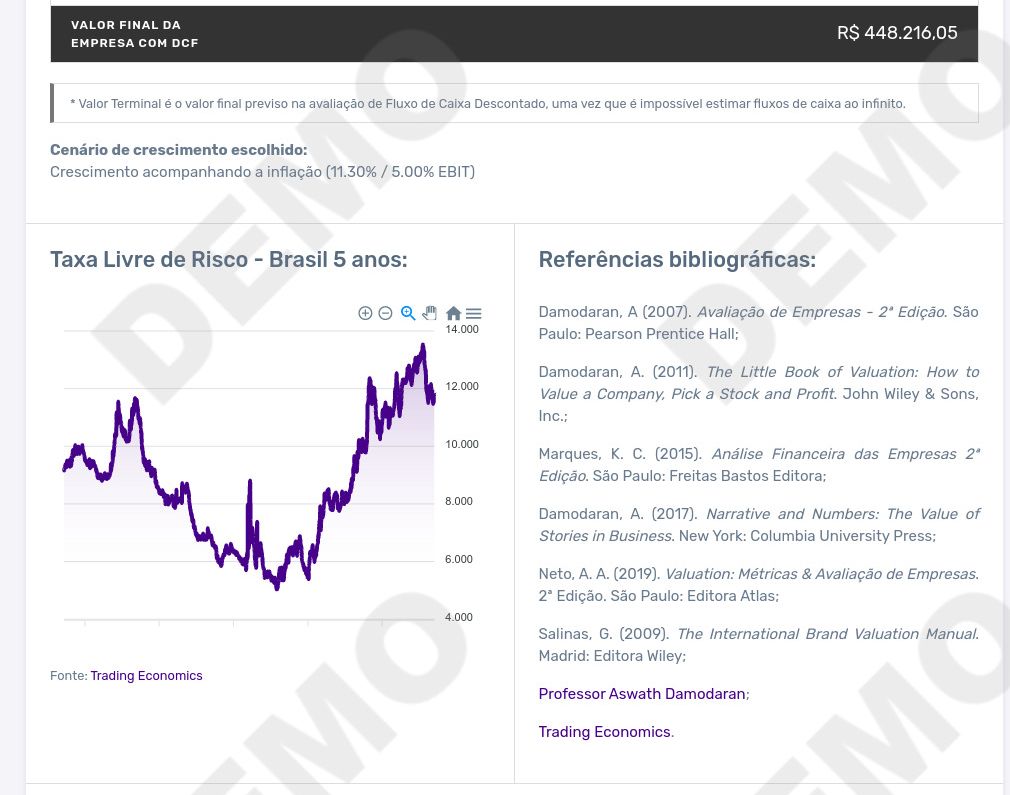 VALOR FINAL DA
EMPRESA COM DCF
R$ 448.216,05
* Valor Terminal é o valor final previso na avaliação de Fluxo de Caixa Descontado, uma vez que é impossível estimar fluxos de caixa ao infinito.
Cenário de crescimento escolhido:
Crescimento acompanhando a inflação (11.30% / 5.00% EBIT)
Taxa Livre de Risco - Brasil 5 anos:
14.000
12.000
10.000
8.000
6.000
4.000
Fonte: Trading Economics
Referências bibliográficas:
Damodaran, A (2007). Avaliação de Empresas - 2ª Edição. São
Paulo: Pearson Prentice Hall;
Damodaran, A. (2011). The Little Book of Valuation: How to
Value a Company, Pick a Stock and Profit. John Wiley & Sons,
Inc.;
Marques, K. C. (2015). Análise Financeira das Empresas 2ª
Edição. São Paulo: Freitas Bastos Editora;
Damodaran, A. (2017). Narrative and Numbers: The Value of
Stories in Business. New York: Columbia University Press;
Neto, A. A. (2019). Valuation: Métricas & Avaliação de Empresas.
2ª Edição. São Paulo: Editora Atlas;
Salinas, G. (2009). The International Brand Valuation Manual.
Madrid: Editora Wiley;
Professor Aswath Damodaran;
Trading Economics.
DEMO
DEMO
DEMO
DEMO